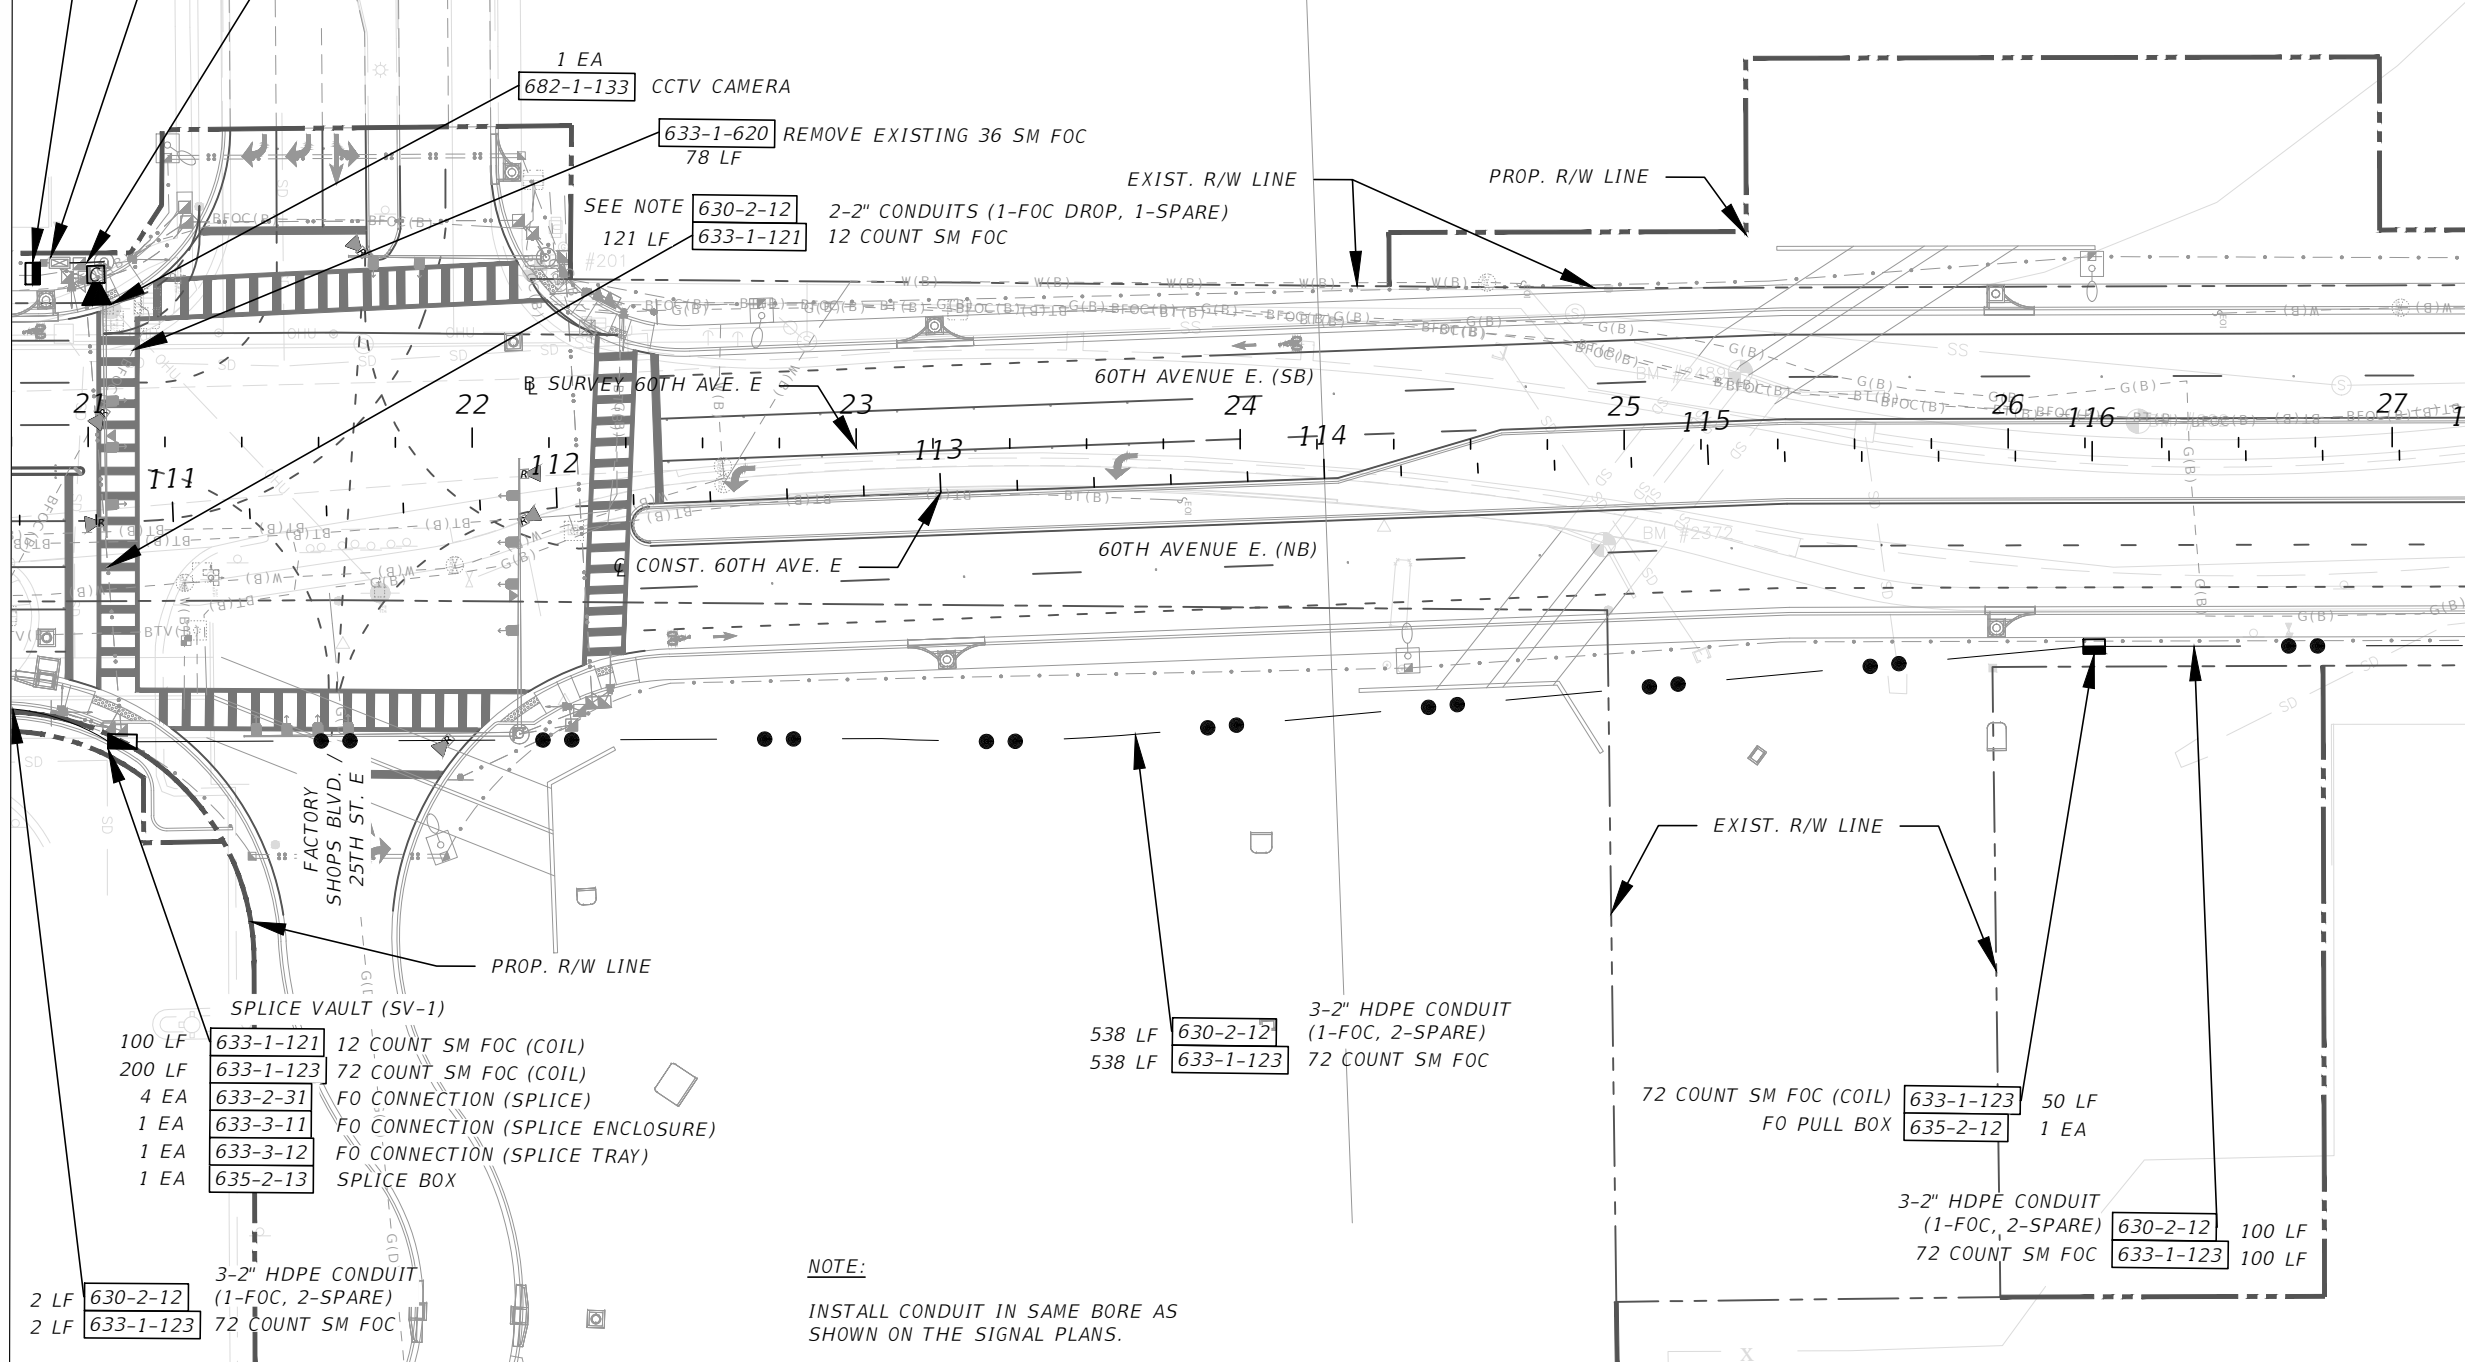 1 EA
682-1-133 CCTV CAMERA
633-1-620 REMOVE EXISTING 36 SM FOC
78 LF
EXIST. R/W LINE
PROP. R/W LINE
SEE NOTE 630-2-12 2-2" CONDUITS (1-FOC DROP, 1-SPARE)
121 LF 633-1-121 12 COUNT SM FOC
#201
BFOC(B) BFOC(B)
W(B) W(B) W(B) W(B) W(B)
℄ SURVEY 60TH AVE. E
60TH AVENUE E. (SB)
21 22 23 24 25 26 27
111 112 113 114 115 116
BM #2372
60TH AVENUE E. (NB)
℄ CONST. 60TH AVE. E
FACTORY
SHOPS BLVD. /
25TH ST. E
EXIST. R/W LINE
PROP. R/W LINE
SPLICE VAULT (SV-1)
100 LF 633-1-121 12 COUNT SM FOC (COIL)
200 LF 633-1-123 72 COUNT SM FOC (COIL)
4 EA 633-2-31 FO CONNECTION (SPLICE)
1 EA 633-3-11 FO CONNECTION (SPLICE ENCLOSURE)
1 EA 633-3-12 FO CONNECTION (SPLICE TRAY)
1 EA 635-2-13 SPLICE BOX
3-2" HDPE CONDUIT
538 LF 630-2-12 (1-FOC, 2-SPARE)
538 LF 633-1-123 72 COUNT SM FOC
72 COUNT SM FOC (COIL) 633-1-123 50 LF
FO PULL BOX 635-2-12 1 EA
3-2" HDPE CONDUIT
(1-FOC, 2-SPARE) 630-2-12 100 LF
72 COUNT SM FOC 633-1-123 100 LF
3-2" HDPE CONDUIT
2 LF 630-2-12 (1-FOC, 2-SPARE)
2 LF 633-1-123 72 COUNT SM FOC
NOTE:
INSTALL CONDUIT IN SAME BORE AS
SHOWN ON THE SIGNAL PLANS.